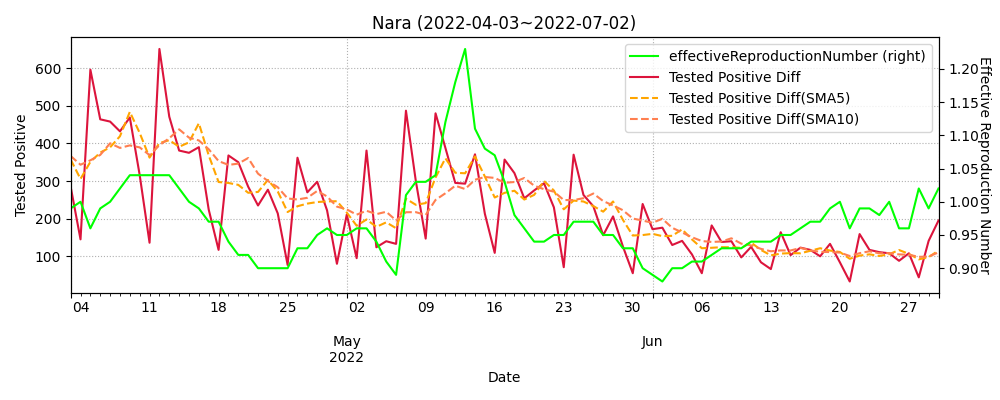 Nara (2022-04-03~2022-07-02)
effectiveReproductionNumber (right)
Tested Positive Diff
Tested Positive Diff(SMA5)
Tested Positive Diff(SMA10)
Tested Positive
600
500
400
300
200
100
1.20
1.15
1.10
1.05
1.00
0.95
0.90
Effective Reproduction Number
04 11 18 25 02 09 16 23 30 06 13 20 27
May Jun
2022
Date